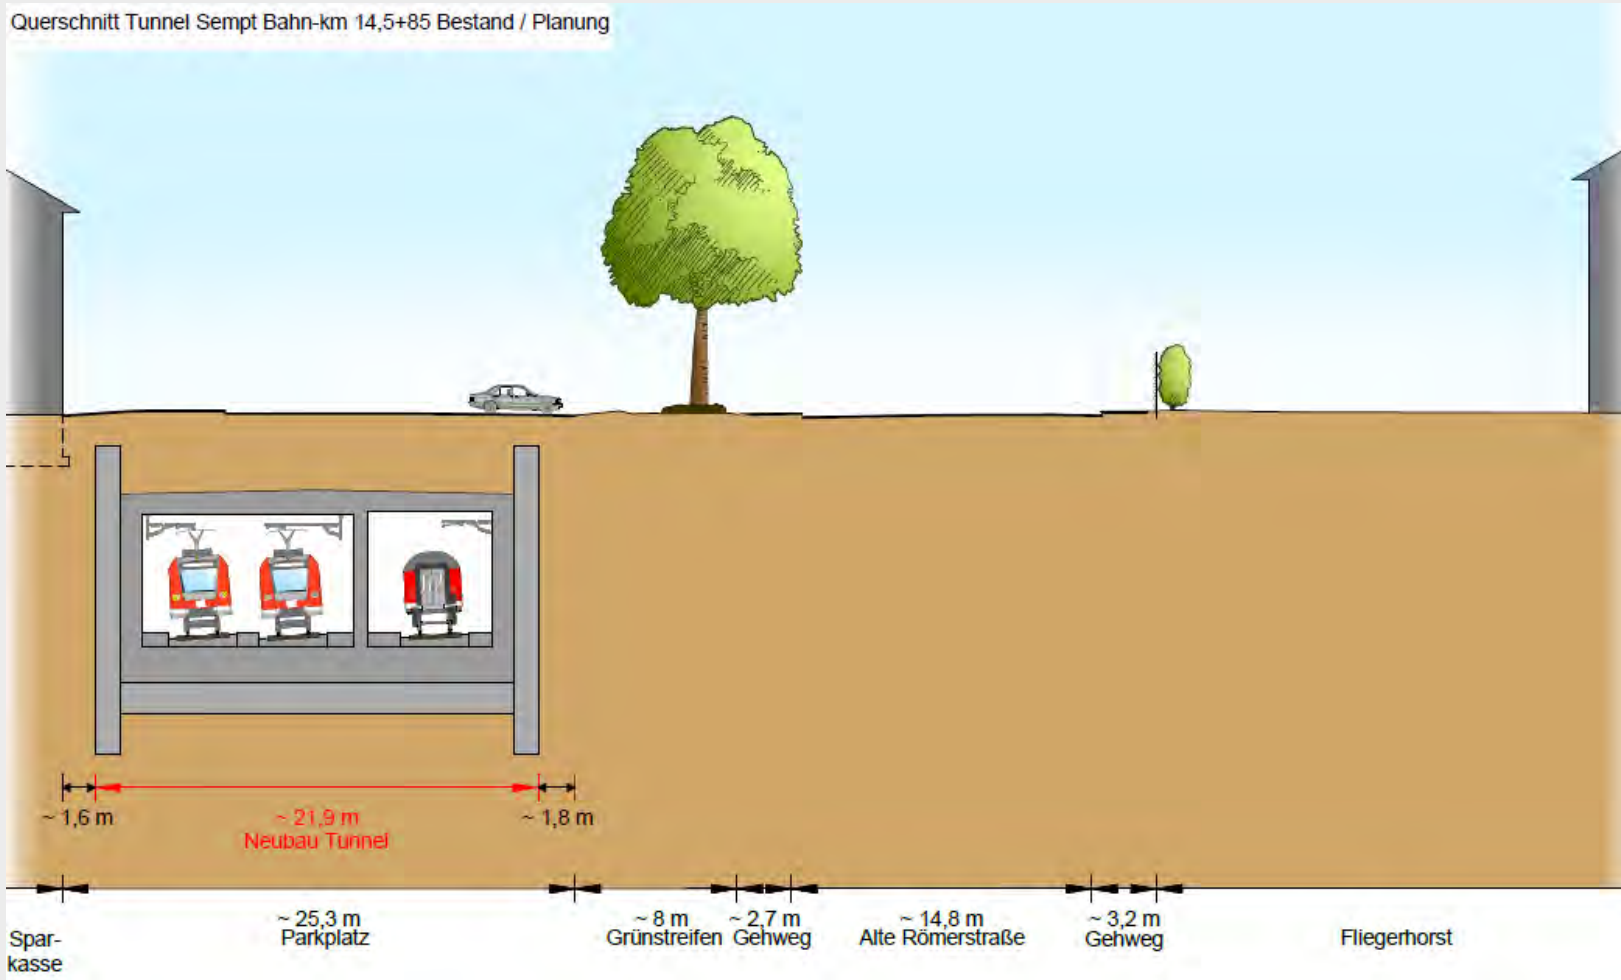 Querschnitt Tunnel Sempt Bahn-km 14,5+85 Bestand / Planung
~ 1,6 m
~ 21,9 m
Neubau Tunnel
~ 1,8 m
Spar-
kasse
~ 25,3 m
Parkplatz
~ 8 m
Grünstreifen
~ 2,7 m
Gehweg
~ 14,8 m
Alte Römerstraße
~ 3,2 m
Gehweg
Fliegerhorst